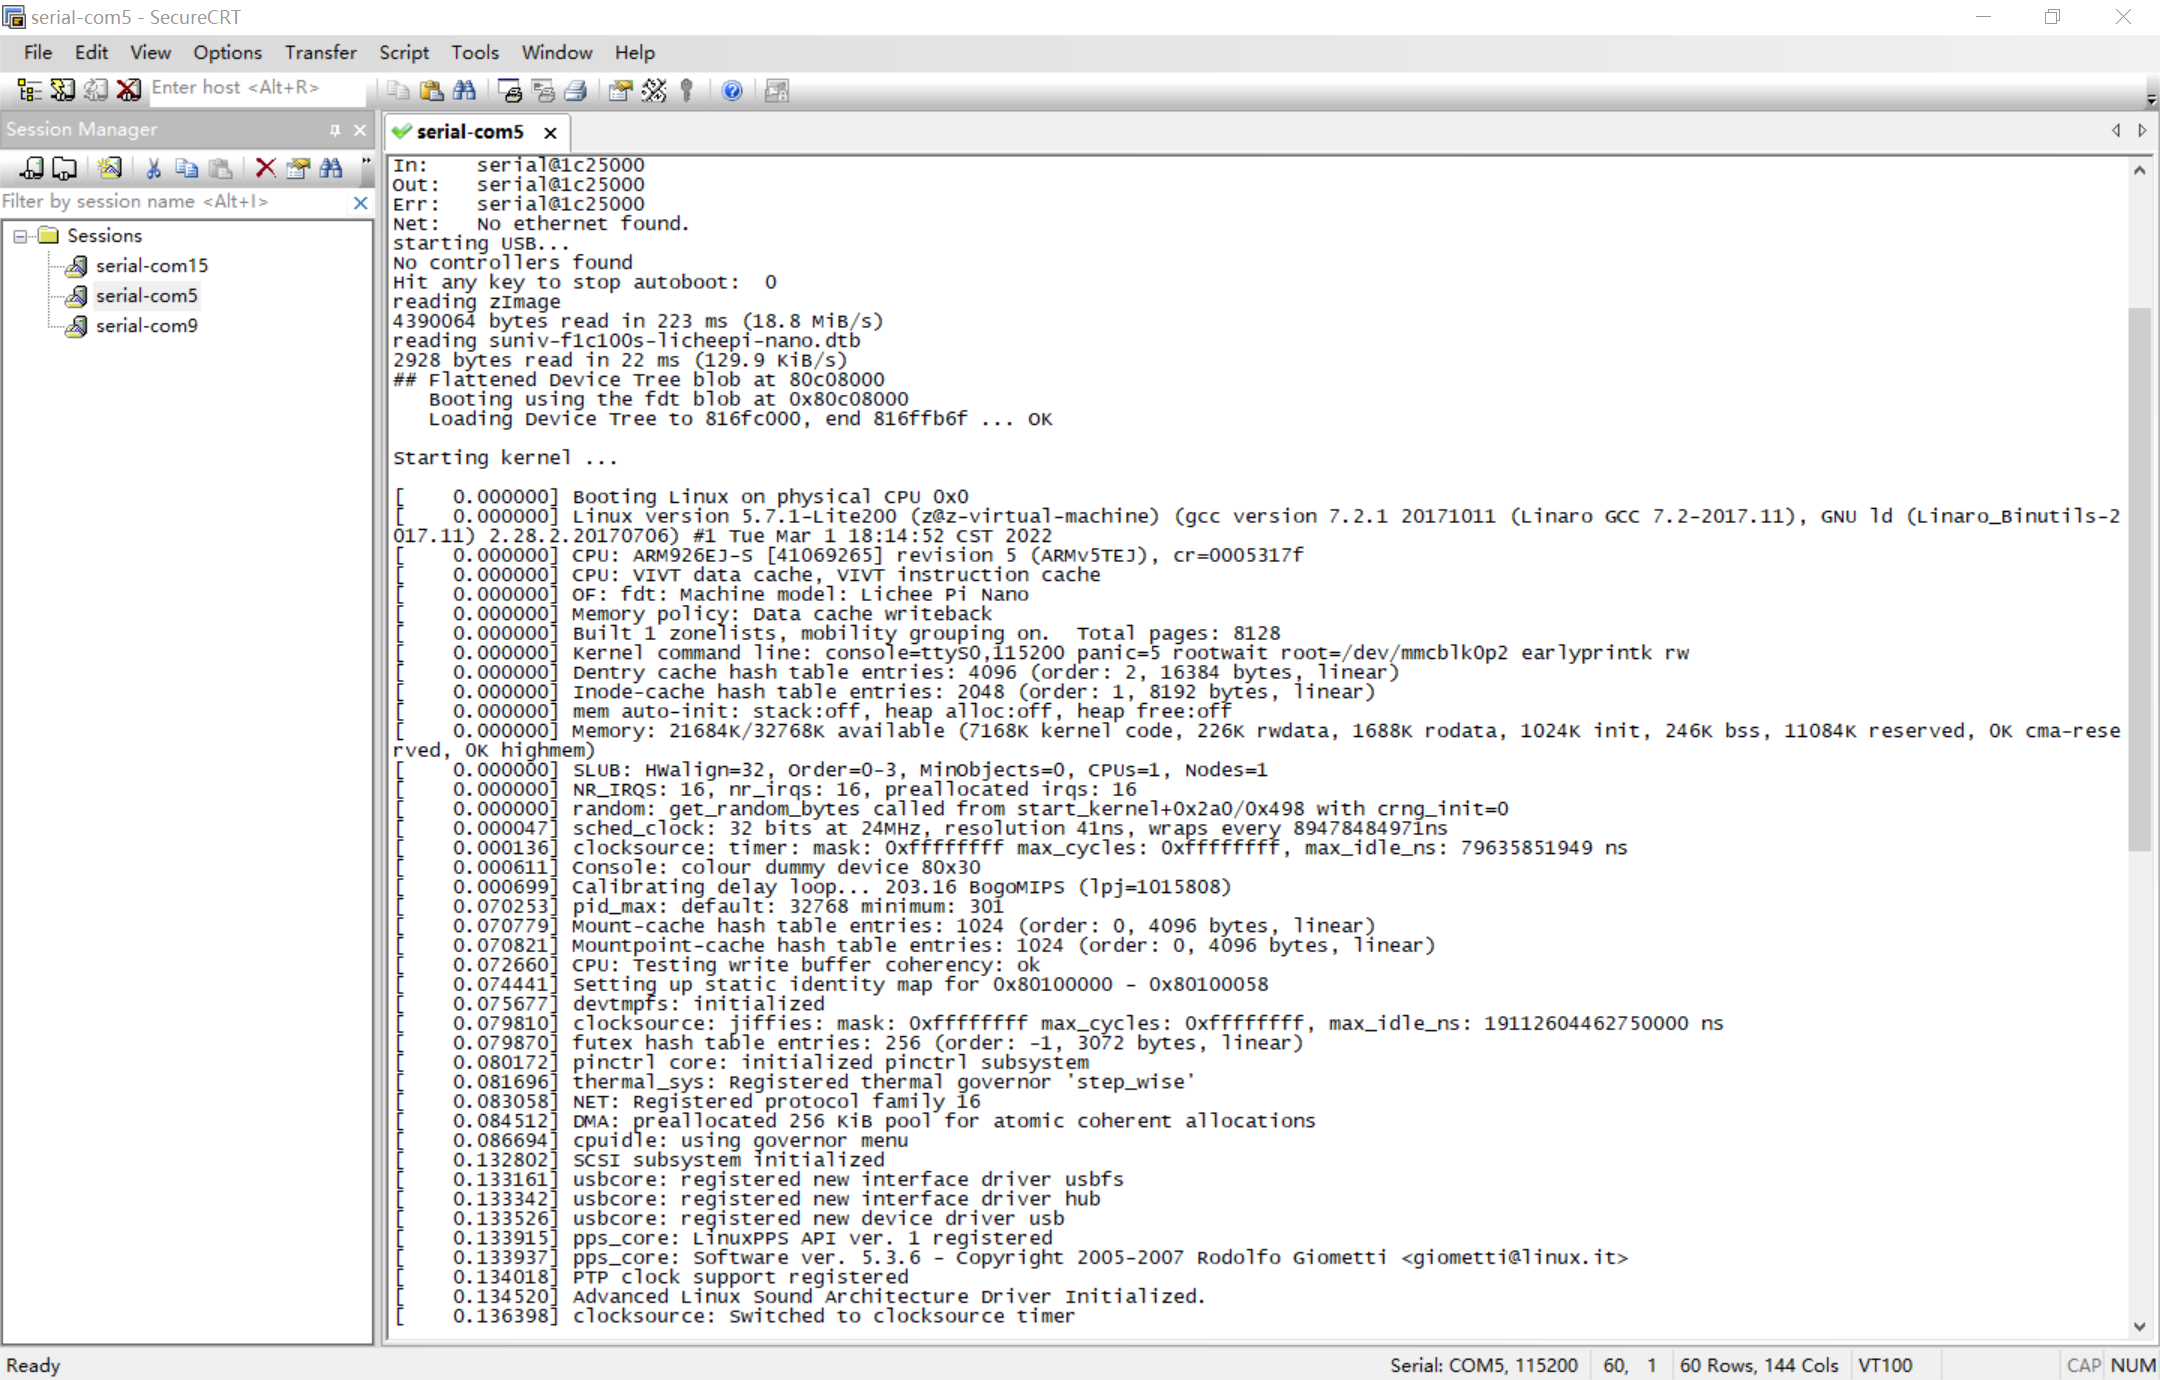 serial-com5 - SecureCRT
File Edit View Options Transfer Script Tools Window Help
Enter host <Alt+R>
Session Manager
serial-com5
Filter by session name <Alt+I>
Sessions
serial-com15
serial-com5
serial-com9
In:    serial@1c25000
Out:   serial@1c25000
Err:   serial@1c25000
Net:   No ethernet found.
starting USB...
No controllers found
Hit any key to stop autoboot:  0
reading zImage
4390064 bytes read in 223 ms (18.8 MiB/s)
reading suniv-f1c100s-licheepi-nano.dtb
2928 bytes read in 22 ms (129.9 KiB/s)
## Flattened Device Tree blob at 80c08000
   Booting using the fdt blob at 0x80c08000
   Loading Device Tree to 816fc000, end 816ffb6f ... OK
Starting kernel ...
[    0.000000] Booting Linux on physical CPU 0x0
[    0.000000] Linux version 5.7.1-Lite200 (z@z-virtual-machine) (gcc version 7.2.1 20171011 (Linaro GCC 7.2-2017.11), GNU ld (Linaro_Binutils-2
017.11) 2.28.2.20170706) #1 Tue Mar 1 18:14:52 CST 2022
[    0.000000] CPU: ARM926EJ-S [41069265] revision 5 (ARMv5TEJ), cr=0005317f
[    0.000000] CPU: VIVT data cache, VIVT instruction cache
[    0.000000] OF: fdt: Machine model: Lichee Pi Nano
[    0.000000] Memory policy: Data cache writeback
[    0.000000] Built 1 zonelists, mobility grouping on.  Total pages: 8128
[    0.000000] Kernel command line: console=ttyS0,115200 panic=5 rootwait root=/dev/mmcblk0p2 earlyprintk rw
[    0.000000] Dentry cache hash table entries: 4096 (order: 2, 16384 bytes, linear)
[    0.000000] Inode-cache hash table entries: 2048 (order: 1, 8192 bytes, linear)
[    0.000000] mem auto-init: stack:off, heap alloc:off, heap free:off
[    0.000000] Memory: 21684K/32768K available (7168K kernel code, 226K rwdata, 1688K rodata, 1024K init, 246K bss, 11084K reserved, 0K cma-rese
rved, 0K highmem)
[    0.000000] SLUB: HWalign=32, Order=0-3, MinObjects=0, CPUs=1, Nodes=1
[    0.000000] NR_IRQS: 16, nr_irqs: 16, preallocated irqs: 16
[    0.000000] random: get_random_bytes called from start_kernel+0x2a0/0x498 with crng_init=0
[    0.000047] sched_clock: 32 bits at 24MHz, resolution 41ns, wraps every 89478484971ns
[    0.000136] clocksource: timer: mask: 0xffffffff max_cycles: 0xffffffff, max_idle_ns: 79635851949 ns
[    0.000611] Console: colour dummy device 80x30
[    0.000699] Calibrating delay loop... 203.16 BogoMIPS (lpj=1015808)
[    0.070253] pid_max: default: 32768 minimum: 301
[    0.070779] Mount-cache hash table entries: 1024 (order: 0, 4096 bytes, linear)
[    0.070821] Mountpoint-cache hash table entries: 1024 (order: 0, 4096 bytes, linear)
[    0.072660] CPU: Testing write buffer coherency: ok
[    0.074441] Setting up static identity map for 0x80100000 - 0x80100058
[    0.075677] devtmpfs: initialized
[    0.079810] clocksource: jiffies: mask: 0xffffffff max_cycles: 0xffffffff, max_idle_ns: 19112604462750000 ns
[    0.079870] futex hash table entries: 256 (order: -1, 3072 bytes, linear)
[    0.080172] pinctrl core: initialized pinctrl subsystem
[    0.081696] thermal_sys: Registered thermal governor 'step_wise'
[    0.083058] NET: Registered protocol family 16
[    0.084512] DMA: preallocated 256 KiB pool for atomic coherent allocations
[    0.086694] cpuidle: using governor menu
[    0.132802] SCSI subsystem initialized
[    0.133161] usbcore: registered new interface driver usbfs
[    0.133342] usbcore: registered new interface driver hub
[    0.133526] usbcore: registered new device driver usb
[    0.133915] pps_core: LinuxPPS API ver. 1 registered
[    0.133937] pps_core: Software ver. 5.3.6 - Copyright 2005-2007 Rodolfo Giometti <giometti@linux.it>
[    0.134018] PTP clock support registered
[    0.134520] Advanced Linux Sound Architecture Driver Initialized.
[    0.136398] clocksource: Switched to clocksource timer
Ready Serial: COM5, 115200 60, 1 60 Rows, 144 Cols VT100 CAP NUM